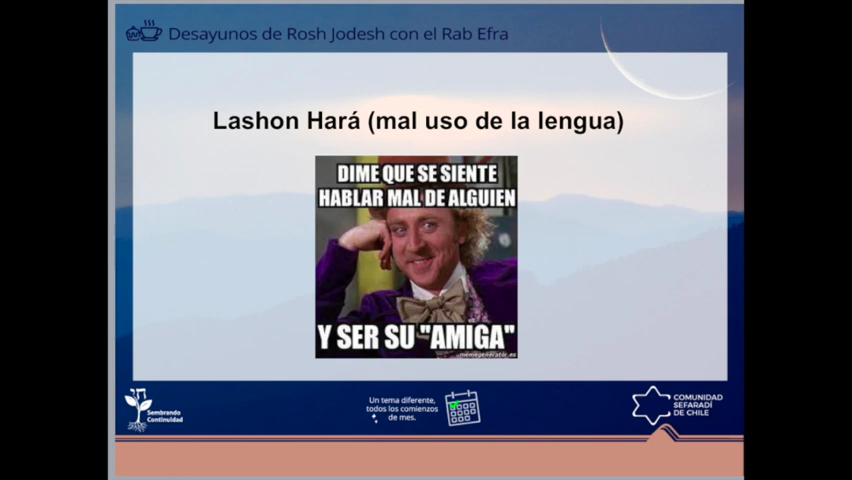 Desayunos de Rosh Jodesh con el Rab Efra
Lashon Hará (mal uso de la lengua)
DIME QUE SE SIENTE
HABLAR MAL DE ALGUIEN
Y SER SU "AMIGA"
memegenerator.es
Sembrando
Continuidad
Un tema diferente,
todos los comienzos
de mes.
COMUNIDAD
SEFARADÍ
DE CHILE